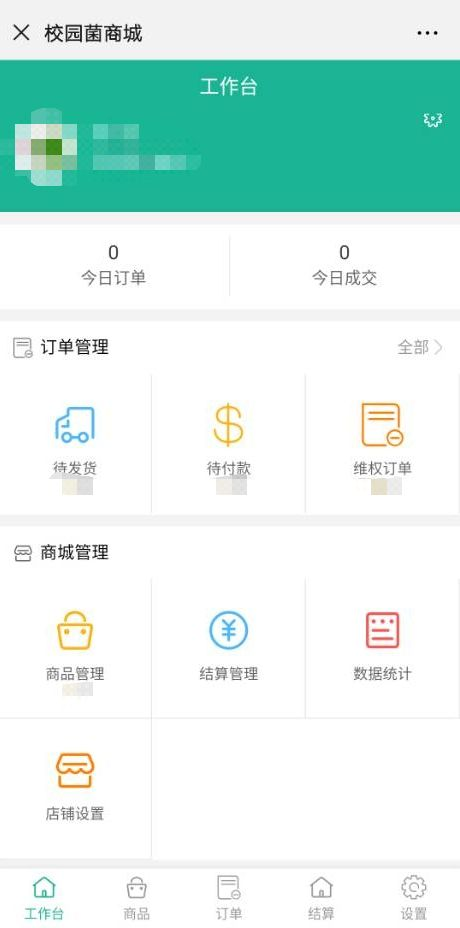 校园菌商城
工作台
0
今日订单
0
今日成交
订单管理
全部
待发货
待付款
维权订单
商城管理
商品管理
结算管理
数据统计
店铺设置
工作台
商品
订单
结算
设置